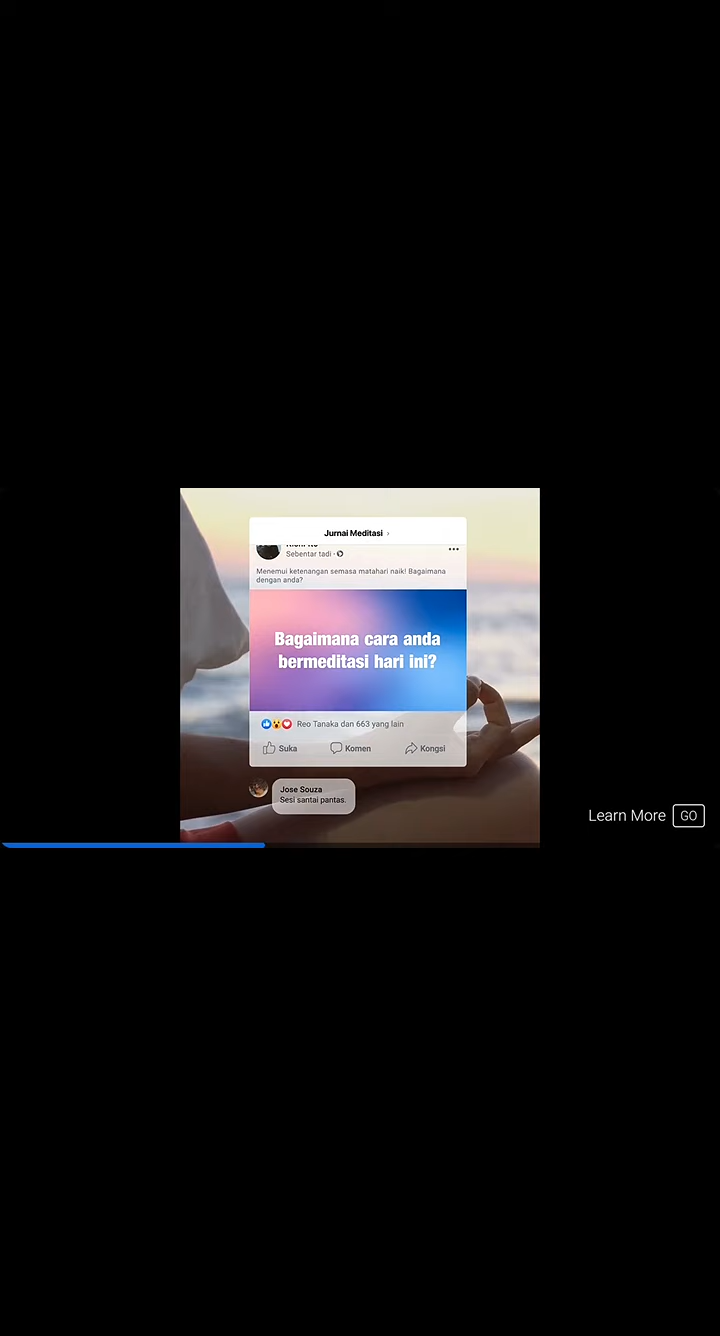 Jurnal Meditasi
Sebentar tadi
Menemui ketenangan semasa matahari naik! Bagaimana
dengan anda?
Bagaimana cara anda
bermeditasi hari ini?
Reo Tanaka dan 663 yang lain
Suka
Komen
Kongsi
Jose Souza
Sesi santai pantas.
Learn More
GO